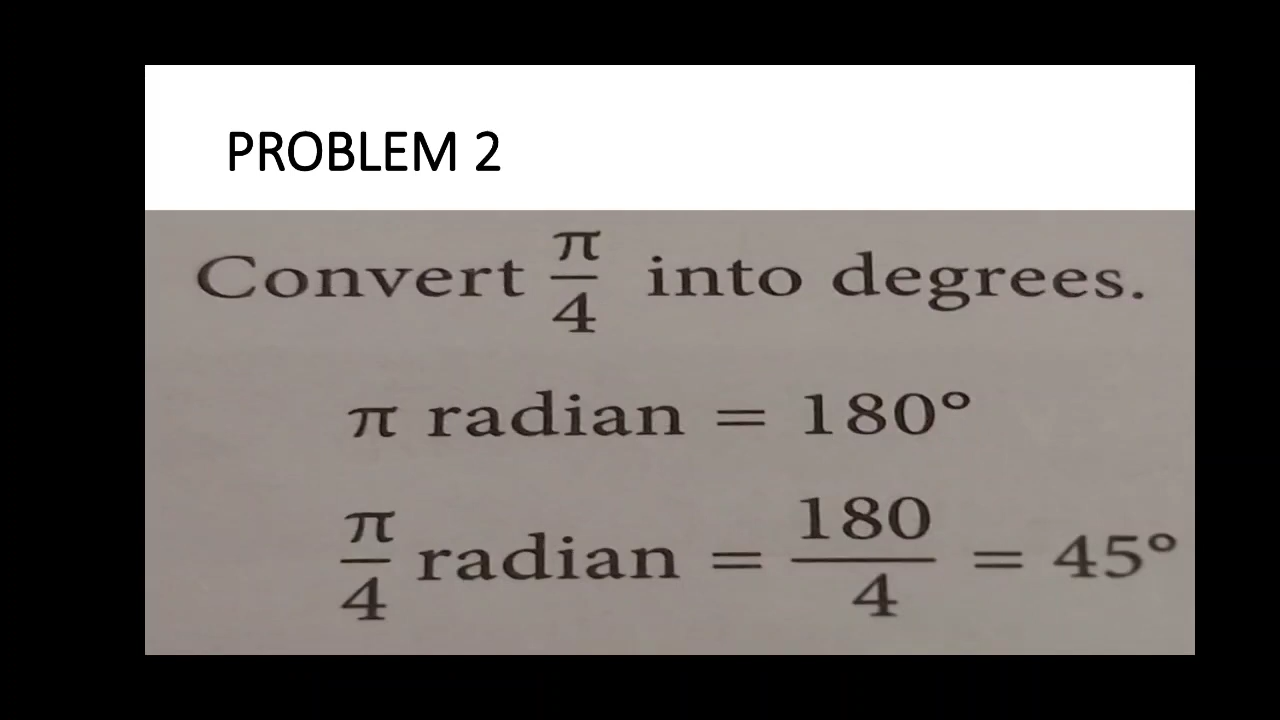 PROBLEM 2
Convert π/4 into degrees.
π radian = 180°
π/4 radian = 180/4 = 45°